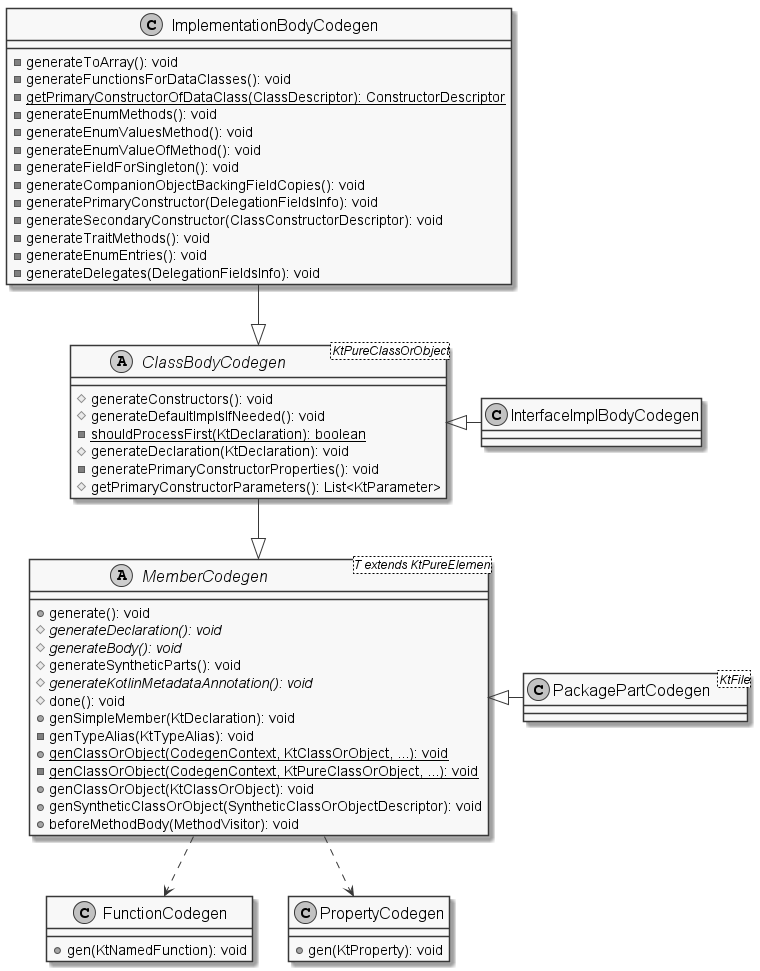 C ImplementationBodyCodegen
generateToArray(): void
generateFunctionsForDataClasses(): void
getPrimaryConstructorOfDataClass(ClassDescriptor): ConstructorDescriptor
generateEnumMethods(): void
generateEnumValuesMethod(): void
generateEnumValueOfMethod(): void
generateFieldForSingleton(): void
generateCompanionObjectBackingFieldCopies(): void
generatePrimaryConstructor(DelegationFieldsInfo): void
generateSecondaryConstructor(ClassConstructorDescriptor): void
generateTraitMethods(): void
generateEnumEntries(): void
generateDelegates(DelegationFieldsInfo): void
KtPureClassOrObject
A ClassBodyCodegen
generateConstructors(): void
generateDefaultImplsIfNeeded(): void
shouldProcessFirst(KtDeclaration): boolean
generateDeclaration(KtDeclaration): void
generatePrimaryConstructorProperties(): void
getPrimaryConstructorParameters(): List<KtParameter>
C InterfaceImplBodyCodegen
T extends KtPureElemen
A MemberCodegen
generate(): void
generateDeclaration(): void
generateBody(): void
generateSyntheticParts(): void
generateKotlinMetadataAnnotation(): void
done(): void
genSimpleMember(KtDeclaration): void
genTypeAlias(KtTypeAlias): void
genClassOrObject(CodegenContext, KtClassOrObject, ...): void
genClassOrObject(CodegenContext, KtPureClassOrObject, ...): void
genClassOrObject(KtClassOrObject): void
genSyntheticClassOrObject(SyntheticClassOrObjectDescriptor): void
beforeMethodBody(MethodVisitor): void
KtFile
C PackagePartCodegen
C FunctionCodegen
gen(KtNamedFunction): void
C PropertyCodegen
gen(KtProperty): void